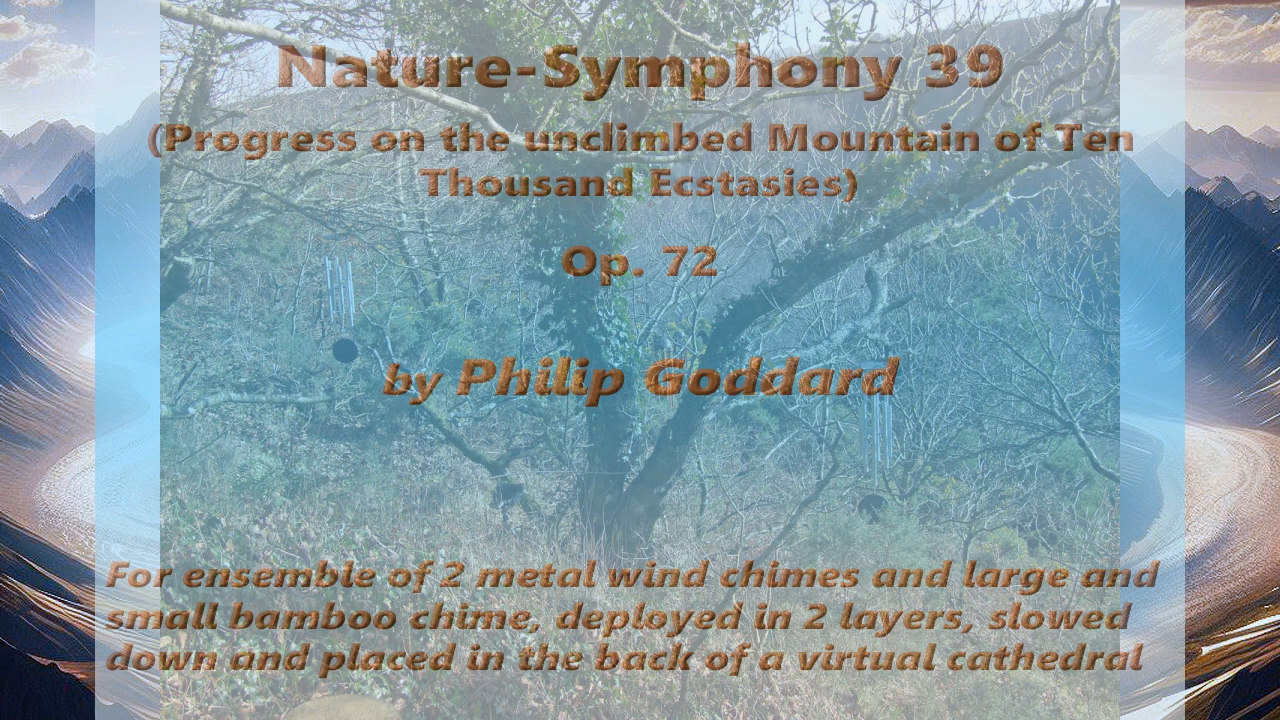 Nature-Symphony 39
(Progress on the unclimbed Mountain of Ten
Thousand Ecstasies)
Op. 72
by Philip Goddard
For ensemble of 2 metal wind chimes and large and
small bamboo chime, deployed in 2 layers, slowed
down and placed in the back of a virtual cathedral